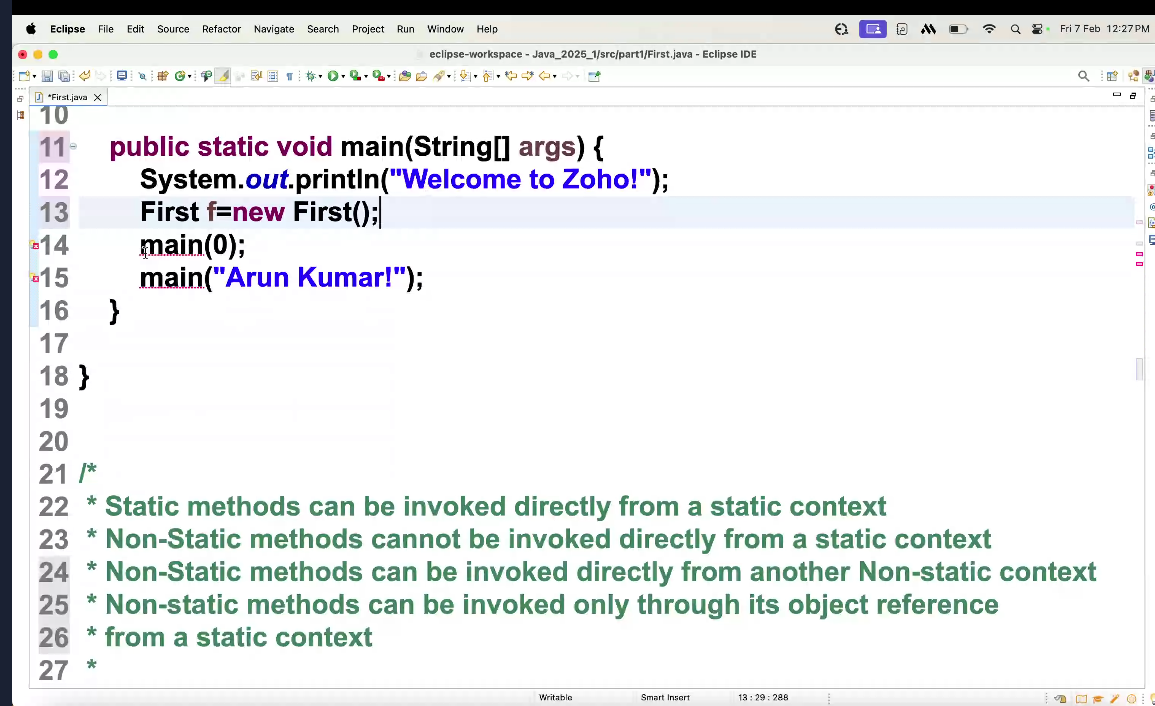 Eclipse File Edit Source Refactor Navigate Search Project Run Window Help Fri 7 Feb 12:27 PM
eclipse-workspace - Java_2025_1/src/part1/First.java - Eclipse IDE
*First.java
10
11 public static void main(String[] args) {
12 System.out.println("Welcome to Zoho!");
13 First f=new First();
14 main(0);
15 main("Arun Kumar!");
16 }
17
18 }
19
20
21 /*
22 * Static methods can be invoked directly from a static context
23 * Non-Static methods cannot be invoked directly from a static context
24 * Non-Static methods can be invoked directly from another Non-static context
25 * Non-static methods can be invoked only through its object reference
26 * from a static context
27 *
Writable Smart Insert 13 : 29 : 288